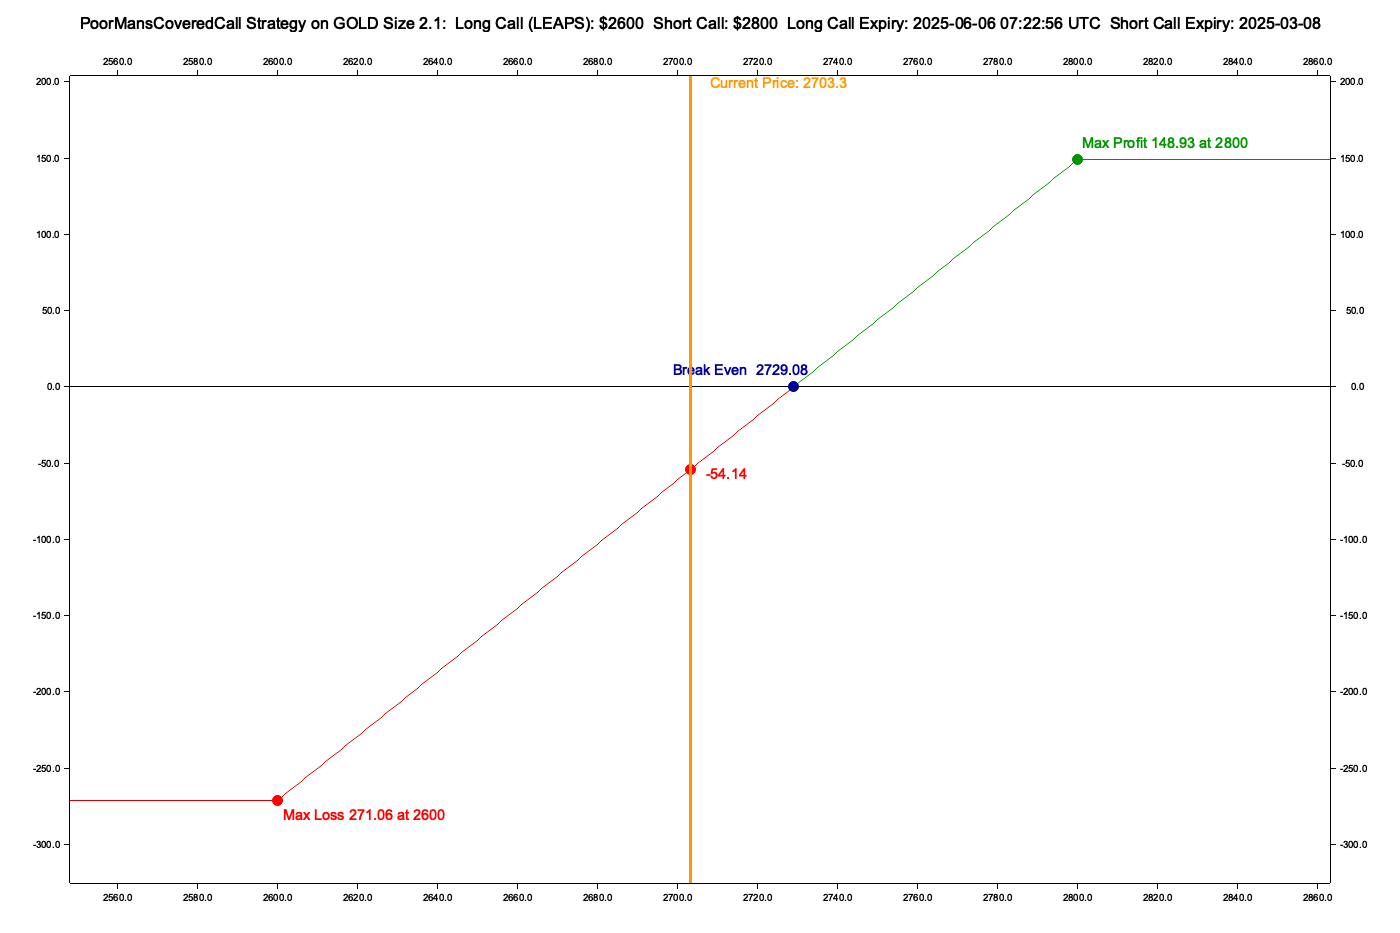 PoorMansCoveredCall Strategy on GOLD Size 2.1:  Long Call (LEAPS): $2600  Short Call: $2800  Long Call Expiry: 2025-06-06 07:22:56 UTC  Short Call Expiry: 2025-03-08
2560.0 2580.0 2600.0 2620.0 2640.0 2660.0 2680.0 2700.0 2720.0 2740.0 2760.0 2780.0 2800.0 2820.0 2840.0 2860.0
200.0 200.0
Current Price: 2703.3
Max Profit 148.93 at 2800
150.0 150.0
100.0 100.0
50.0 50.0
Break Even  2729.08
0.0 0.0
-50.0 -50.0
-54.14
-100.0 -100.0
-150.0 -150.0
-200.0 -200.0
-250.0 -250.0
Max Loss 271.06 at 2600
-300.0 -300.0
2560.0 2580.0 2600.0 2620.0 2640.0 2660.0 2680.0 2700.0 2720.0 2740.0 2760.0 2780.0 2800.0 2820.0 2840.0 2860.0